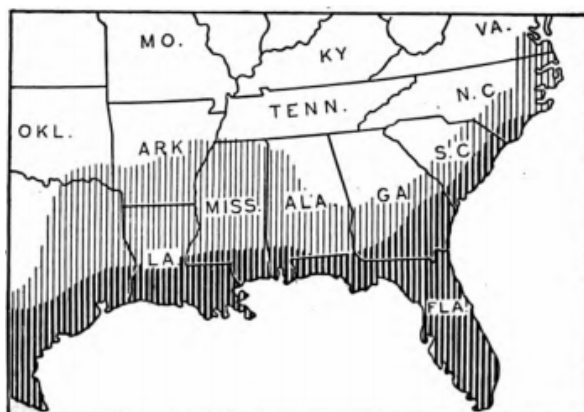 MO.
KY
VA.
OKL.
ARK
TENN.
N.C
S.C
MISS.
ALA
GA
LA.
FLA.